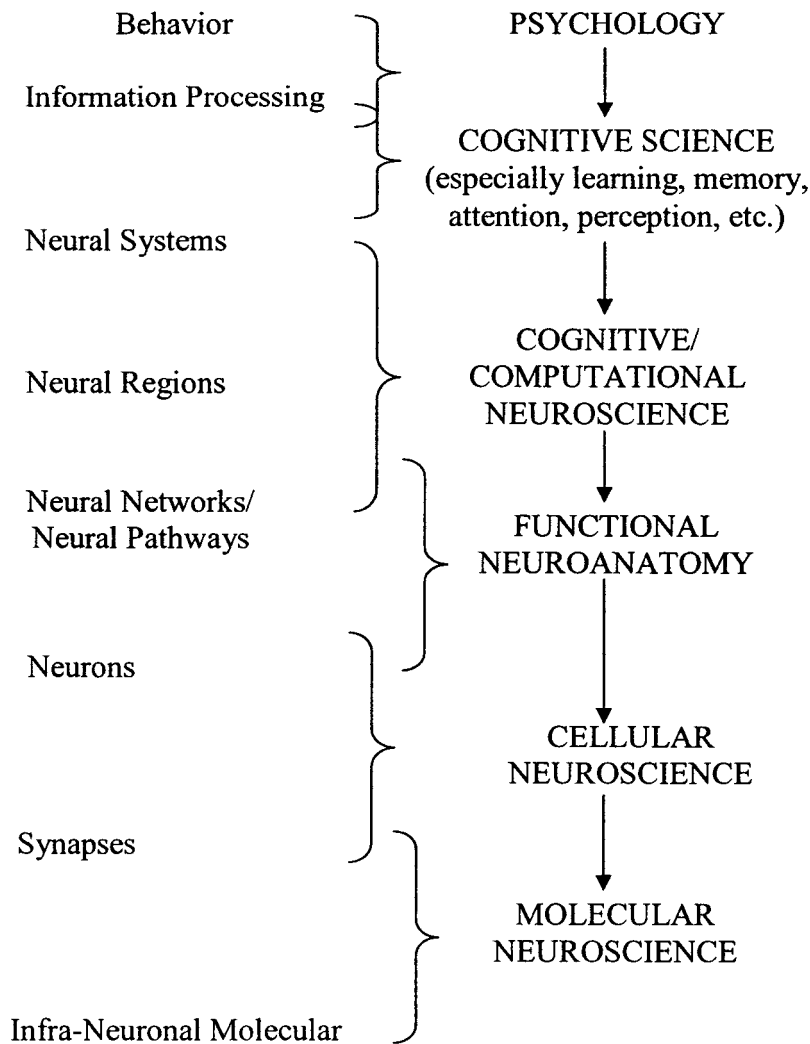 Behavior
PSYCHOLOGY
Information Processing
COGNITIVE SCIENCE
(especially learning, memory,
attention, perception, etc.)
Neural Systems
COGNITIVE/
COMPUTATIONAL
NEUROSCIENCE
Neural Regions
Neural Networks/
Neural Pathways
FUNCTIONAL
NEUROANATOMY
Neurons
CELLULAR
NEUROSCIENCE
Synapses
MOLECULAR
NEUROSCIENCE
Infra-Neuronal Molecular